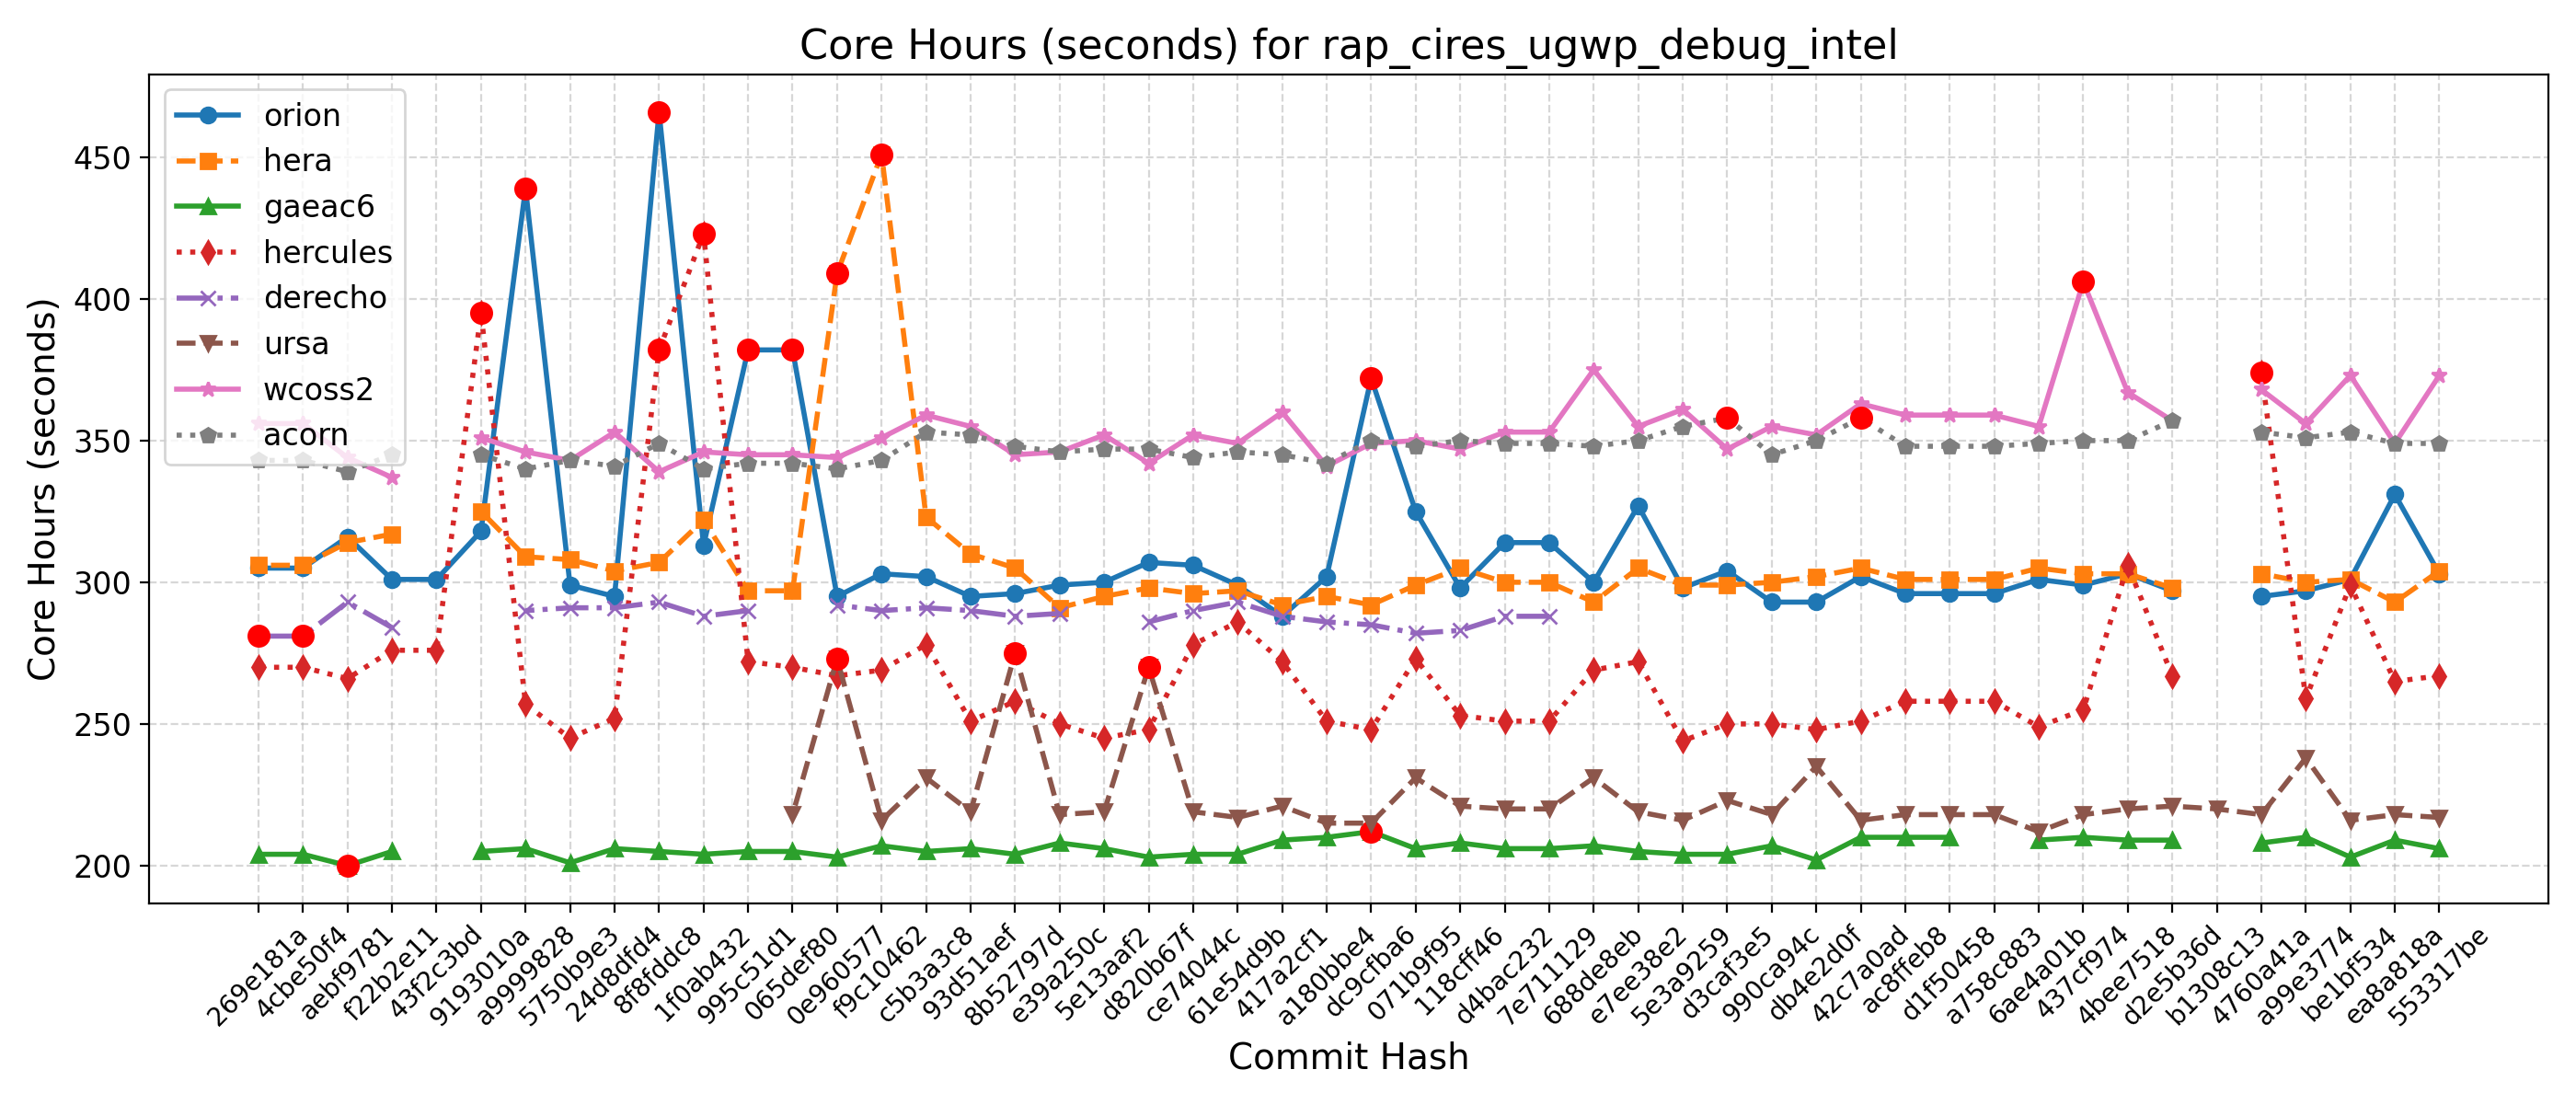 Core Hours (seconds) for rap_cires_ugwp_debug_intel
Core Hours (seconds)
450
400
350
300
250
200
orion
hera
gaeac6
hercules
derecho
ursa
wcoss2
acorn
269e181a
4cbe50f4
aebf9781
f22b2e11
43f2c3bd
9193010a
a9999828
5750b9e3
24d8dfd4
8f8fddc8
1f0ab432
995c51d1
065def80
0e960577
f9c10462
c5b3a3c8
93d51aef
8b52797d
e39a250c
5e13aaf2
d820b67f
ce74044c
61e54d9b
417a2cf1
a180bbe4
dc9cfba6
071b9f95
118cff46
d4bac232
7e711129
688de8eb
e7ee38e2
5e3a9259
d3caf3e5
990ca94c
db4e2d0f
42c7a0ad
ac8ffeb8
d1f50458
a758c883
6ae4a01b
437cf974
4bee7518
d2e5b36d
b1308c13
4760a41a
a99e3774
be1bf534
ea8a818a
553317be
Commit Hash